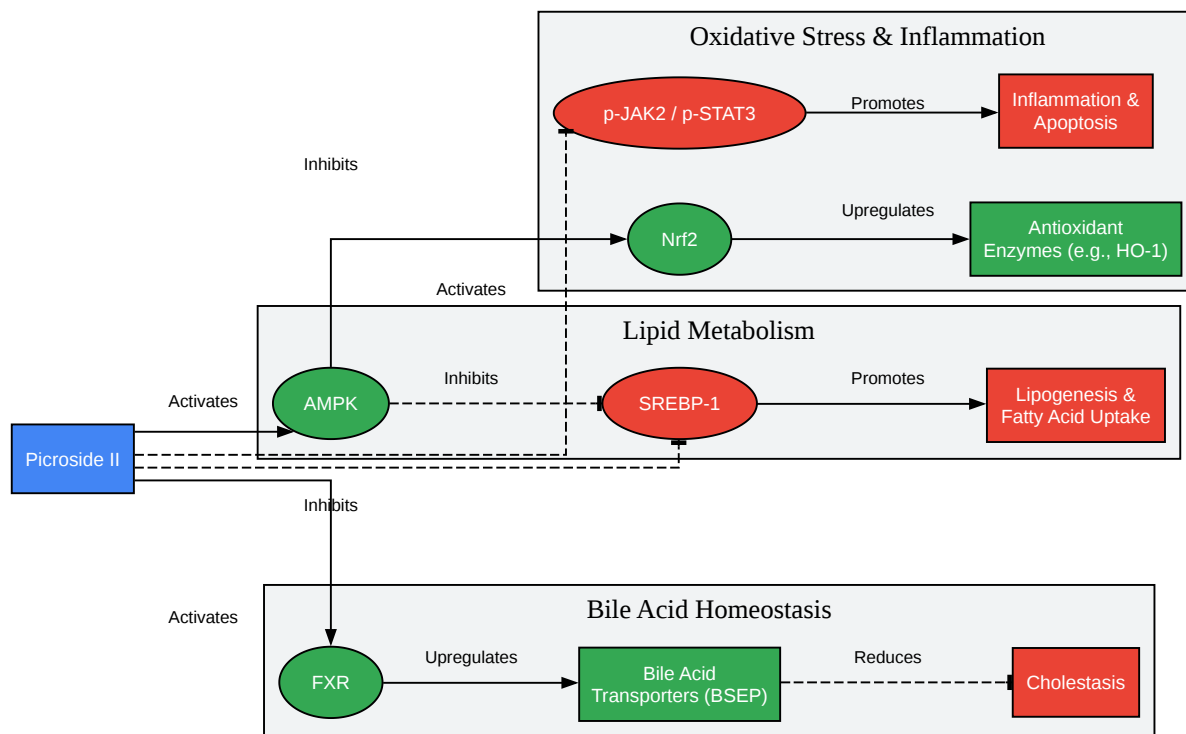 Oxidative Stress & Inflammation
p-JAK2 / p-STAT3
Promotes
Inflammation &
Apoptosis
Inhibits
Nrf2
Upregulates
Antioxidant
Enzymes (e.g., HO-1)
Activates
Lipid Metabolism
Activates
AMPK
Inhibits
SREBP-1
Promotes
Lipogenesis &
Fatty Acid Uptake
Picroside II
Inhibits
Activates
Bile Acid Homeostasis
FXR
Upregulates
Bile Acid
Transporters (BSEP)
Reduces
Cholestasis